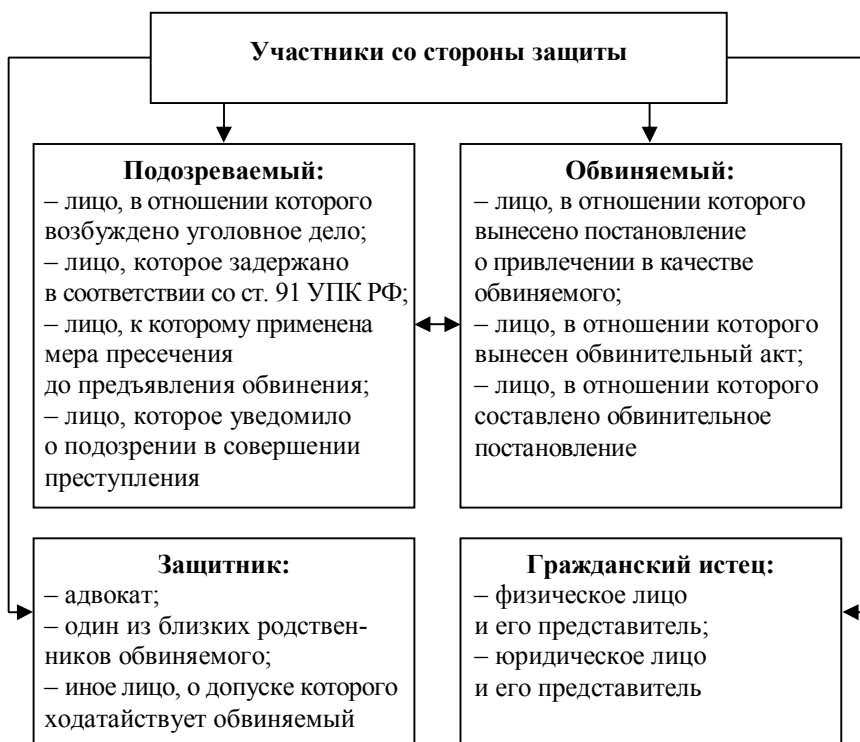 Участники со стороны защиты
Подозреваемый:
– лицо, в отношении которого
возбуждено уголовное дело;
– лицо, которое задержано
в соответствии со ст. 91 УПК РФ;
– лицо, к которому применена
мера пресечения
до предъявления обвинения;
– лицо, которое уведомило
о подозрении в совершении
преступления
Обвиняемый:
– лицо, в отношении которого
вынесено постановление
о привлечении в качестве
обвиняемого;
– лицо, в отношении которого
вынесен обвинительный акт;
– лицо, в отношении которого
составлено обвинительное
постановление
Защитник:
– адвокат;
– один из близких родствен-
ников обвиняемого;
– иное лицо, о допуске которого
ходатайствует обвиняемый
Гражданский истец:
– физическое лицо
и его представитель;
– юридическое лицо
и его представитель